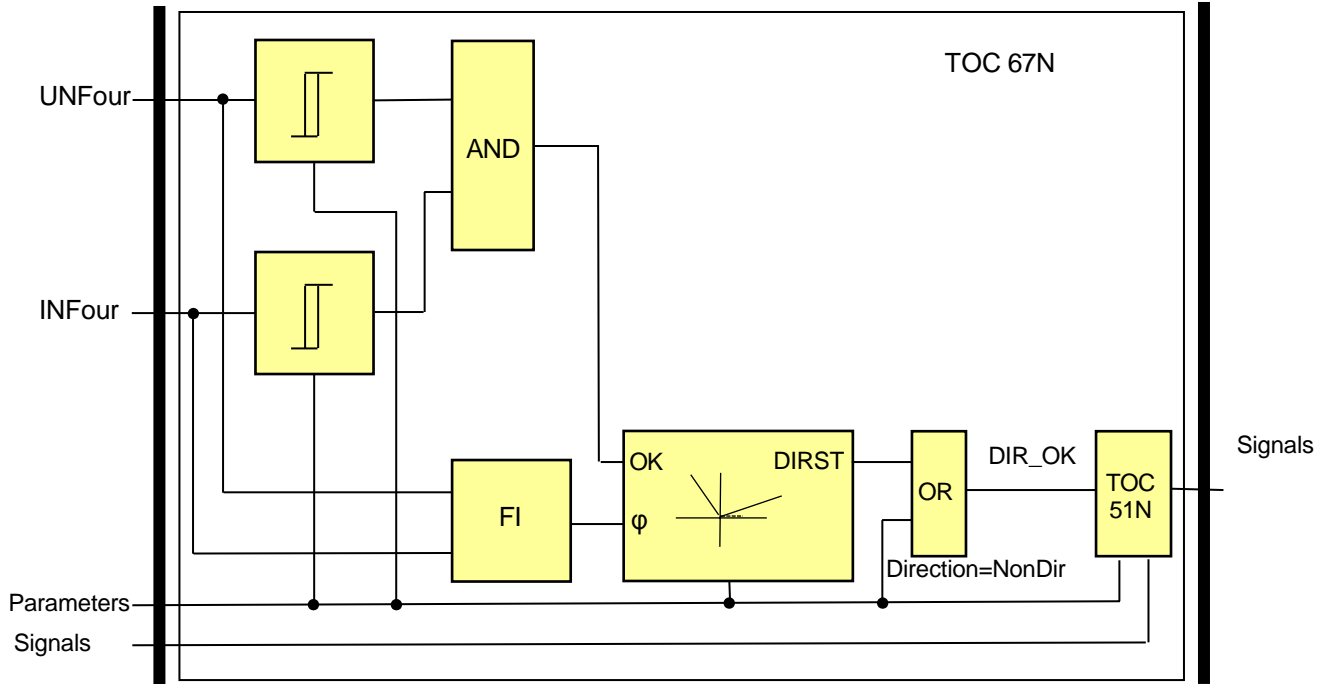 TOC 67N
UNFour
AND
INFour
OK
DIRST
DIR_OK
Signals
TOC
51N
OR
FI
φ
Direction=NonDir
Parameters
Signals